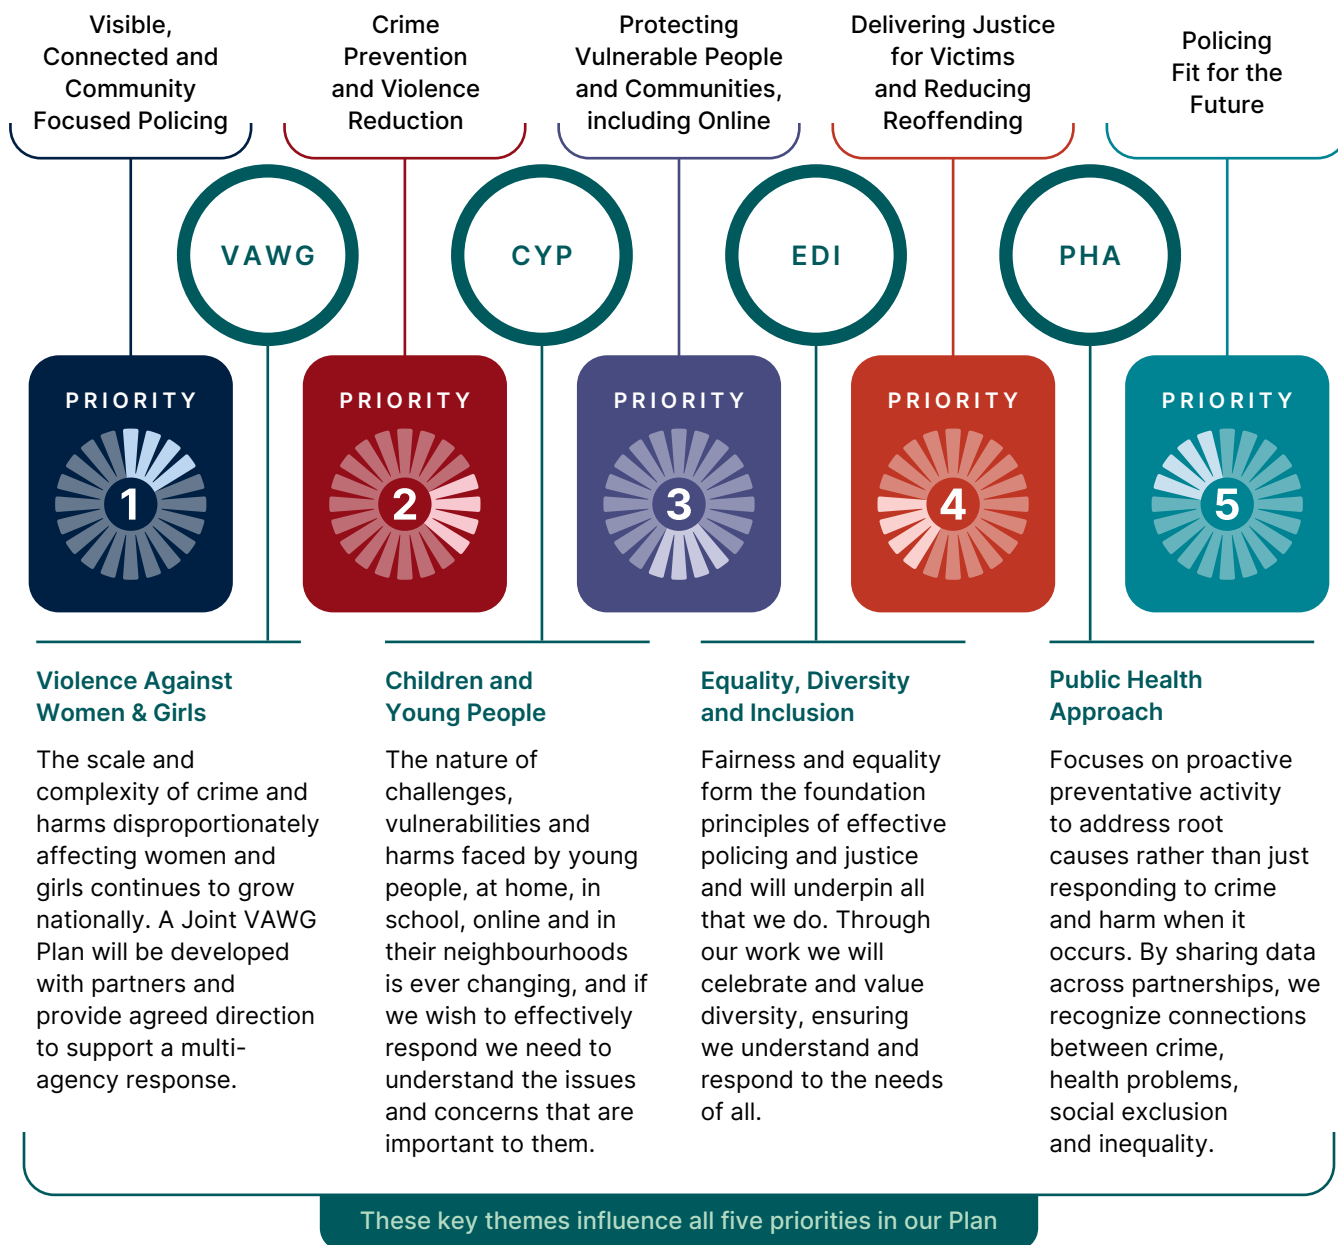 Visible,
Connected and
Community
Focused Policing
Crime
Prevention
and Violence
Reduction
Protecting
Vulnerable People
and Communities,
including Online
Delivering Justice
for Victims
and Reducing
Reoffending
Policing
Fit for the
Future
VAWG
CYP
EDI
PHA
PRIORITY
1
PRIORITY
2
PRIORITY
3
PRIORITY
4
PRIORITY
5
Violence Against
Women & Girls
The scale and
complexity of crime and
harms disproportionately
affecting women and
girls continues to grow
nationally. A Joint VAWG
Plan will be developed
with partners and
provide agreed direction
to support a multi-
agency response.
Children and
Young People
The nature of
challenges,
vulnerabilities and
harms faced by young
people, at home, in
school, online and in
their neighbourhoods
is ever changing, and if
we wish to effectively
respond we need to
understand the issues
and concerns that are
important to them.
Equality, Diversity
and Inclusion
Fairness and equality
form the foundation
principles of effective
policing and justice
and will underpin all
that we do. Through
our work we will
celebrate and value
diversity, ensuring
we understand and
respond to the needs
of all.
Public Health
Approach
Focuses on proactive
preventative activity
to address root
causes rather than just
responding to crime
and harm when it
occurs. By sharing data
across partnerships, we
recognize connections
between crime,
health problems,
social exclusion
and inequality.
These key themes influence all five priorities in our Plan